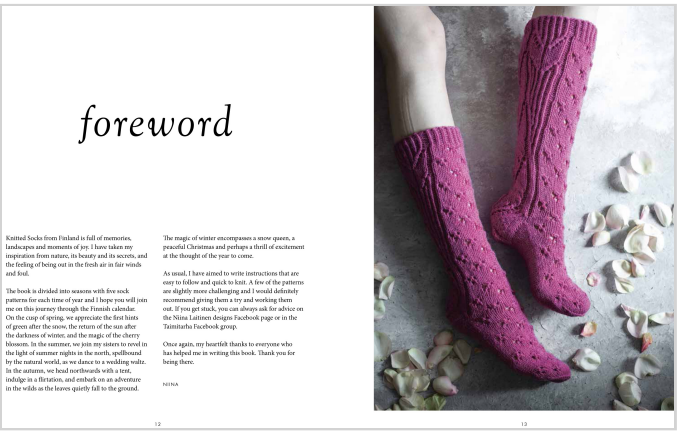 foreword
Knitted Socks from Finland is full of memories,
landscapes and moments of joy. I have taken my
inspiration from nature, its beauty and its secrets, and
the feeling of being out in the fresh air in fair winds
and foul.
The book is divided into seasons with five sock
patterns for each time of year and I hope you will join
me on this journey through the Finnish calendar.
On the cusp of spring, we appreciate the first hints
of green after the snow, the return of the sun after
the darkness of winter, and the magic of the cherry
blossom. In the summer, we join my sisters to revel in
the light of summer nights in the north, spellbound
by the natural world, as we dance to a wedding waltz.
In the autumn, we head northwards with a tent,
indulge in a flirtation, and embark on an adventure
in the wilds as the leaves quietly fall to the ground.
The magic of winter encompasses a snow queen, a
peaceful Christmas and perhaps a thrill of excitement
at the thought of the year to come.
As usual, I have aimed to write instructions that are
easy to follow and quick to knit. A few of the patterns
are slightly more challenging and I would definitely
recommend giving them a try and working them
out. If you get stuck, you can always ask for advice on
the Niina Laitinen designs Facebook page or in the
Taimitarha Facebook group.
Once again, my heartfelt thanks to everyone who
has helped me in writing this book. Thank you for
being there.
NIINA
12
13